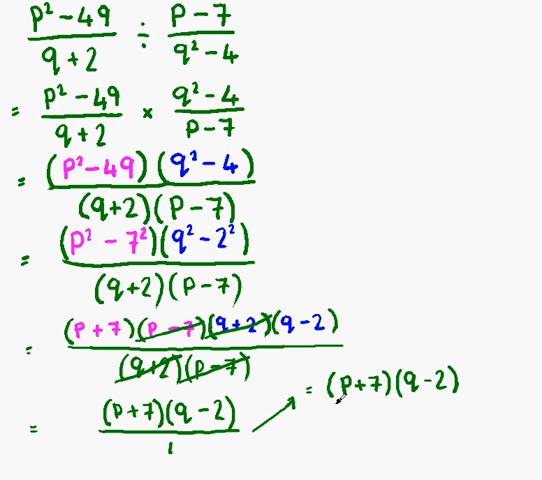 (p² - 49)/(q + 2) ÷ (p - 7)/(q² - 4)
= (p² - 49)/(q + 2) × (q² - 4)/(p - 7)
= (p² - 49)(q² - 4)/(q+2)(p - 7)
= (p² - 7²)(q² - 2²)/(q+2)(p - 7)
= (p + 7)(p - 7)(q + 2)(q - 2)/(q+2)(p - 7)
= (p + 7)(q - 2)/1 → = (p + 7)(q - 2)